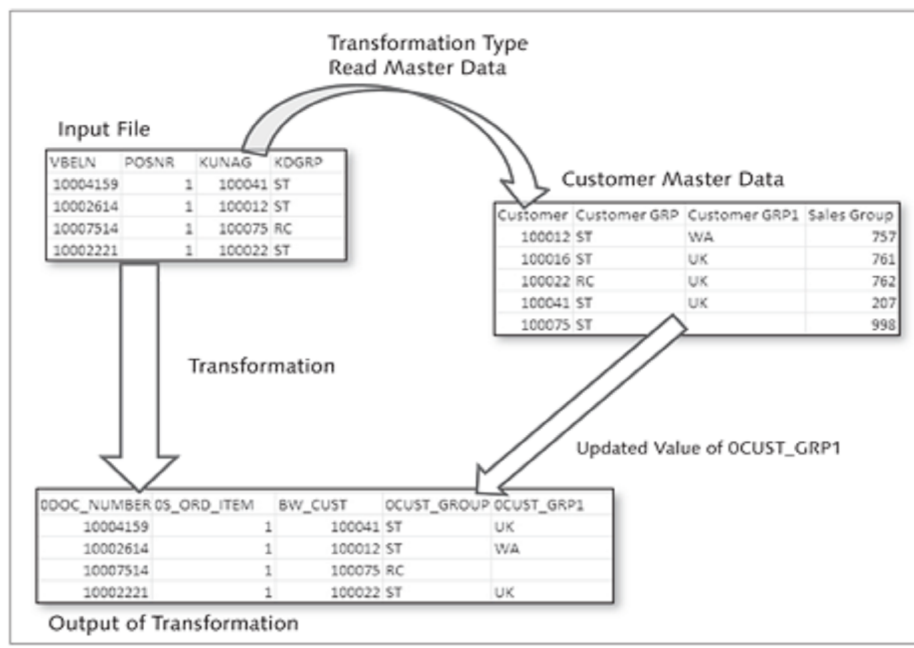 Transformation Type
Read Master Data
Input File
VBELN POSNR KUNAG KDGRP
10004159 1 100041 ST
10002614 1 100012 ST
10007514 1 100075 RC
10002221 1 100022 ST
Customer Master Data
Customer Customer GRP Customer GRP1 Sales Group
100012 ST WA 757
100016 ST UK 761
100022 RC UK 762
100041 ST UK 207
100075 ST 998
Transformation
Updated Value of 0CUST_GRP1
0DOC_NUMBER 0S_ORD_ITEM BW_CUST 0CUST_GROUP 0CUST_GRP1
10004159 1 100041 ST UK
10002614 1 100012 ST WA
10007514 1 100075 RC
10002221 1 100022 ST UK
Output of Transformation